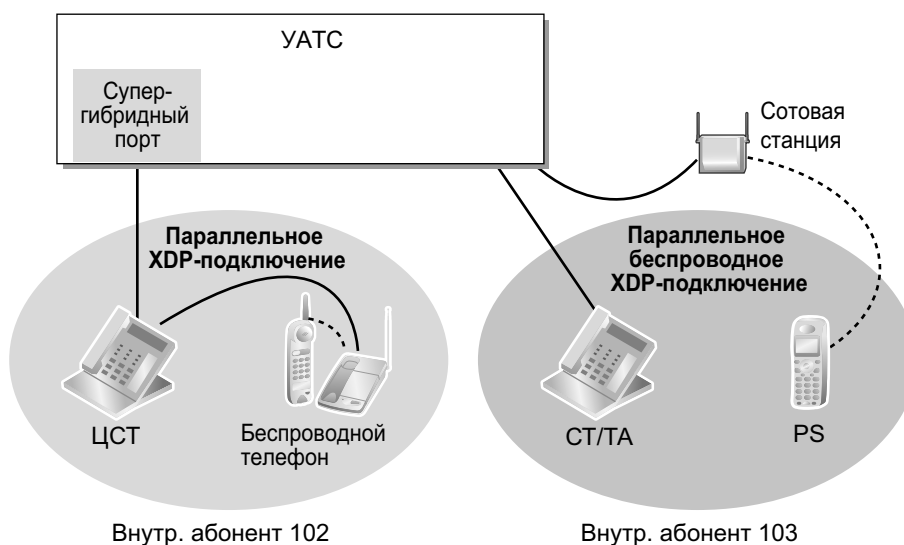 УАТС
Супер-
гибридный
порт
Сотовая
станция
Параллельное
XDP-подключение
Параллельное
беспроводное
XDP-подключение
ЦСТ
Беспроводной
телефон
СТ/ТА
PS
Внутр. абонент 102
Внутр. абонент 103